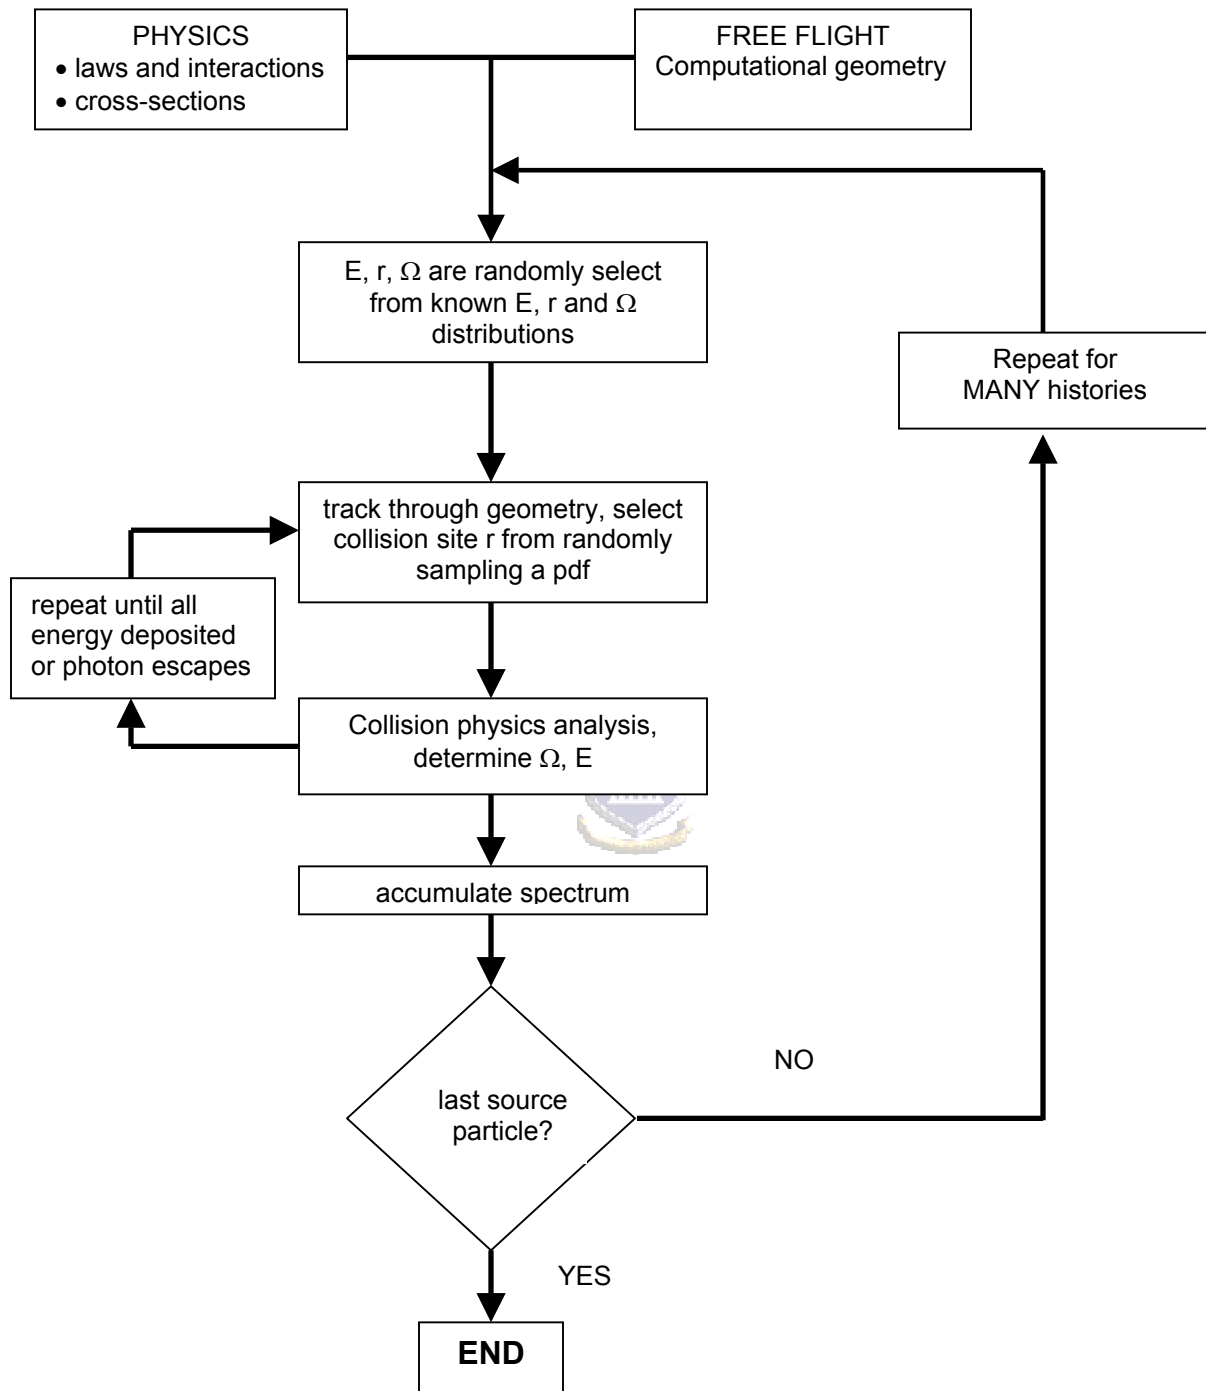 PHYSICS
• laws and interactions
• cross-sections
FREE FLIGHT
Computational geometry
E, r, Ω are randomly select
from known E, r and Ω
distributions
Repeat for
MANY histories
track through geometry, select
collision site r from randomly
sampling a pdf
repeat until all
energy deposited
or photon escapes
Collision physics analysis,
determine Ω, E
accumulate spectrum
last source
particle?
NO
YES
END